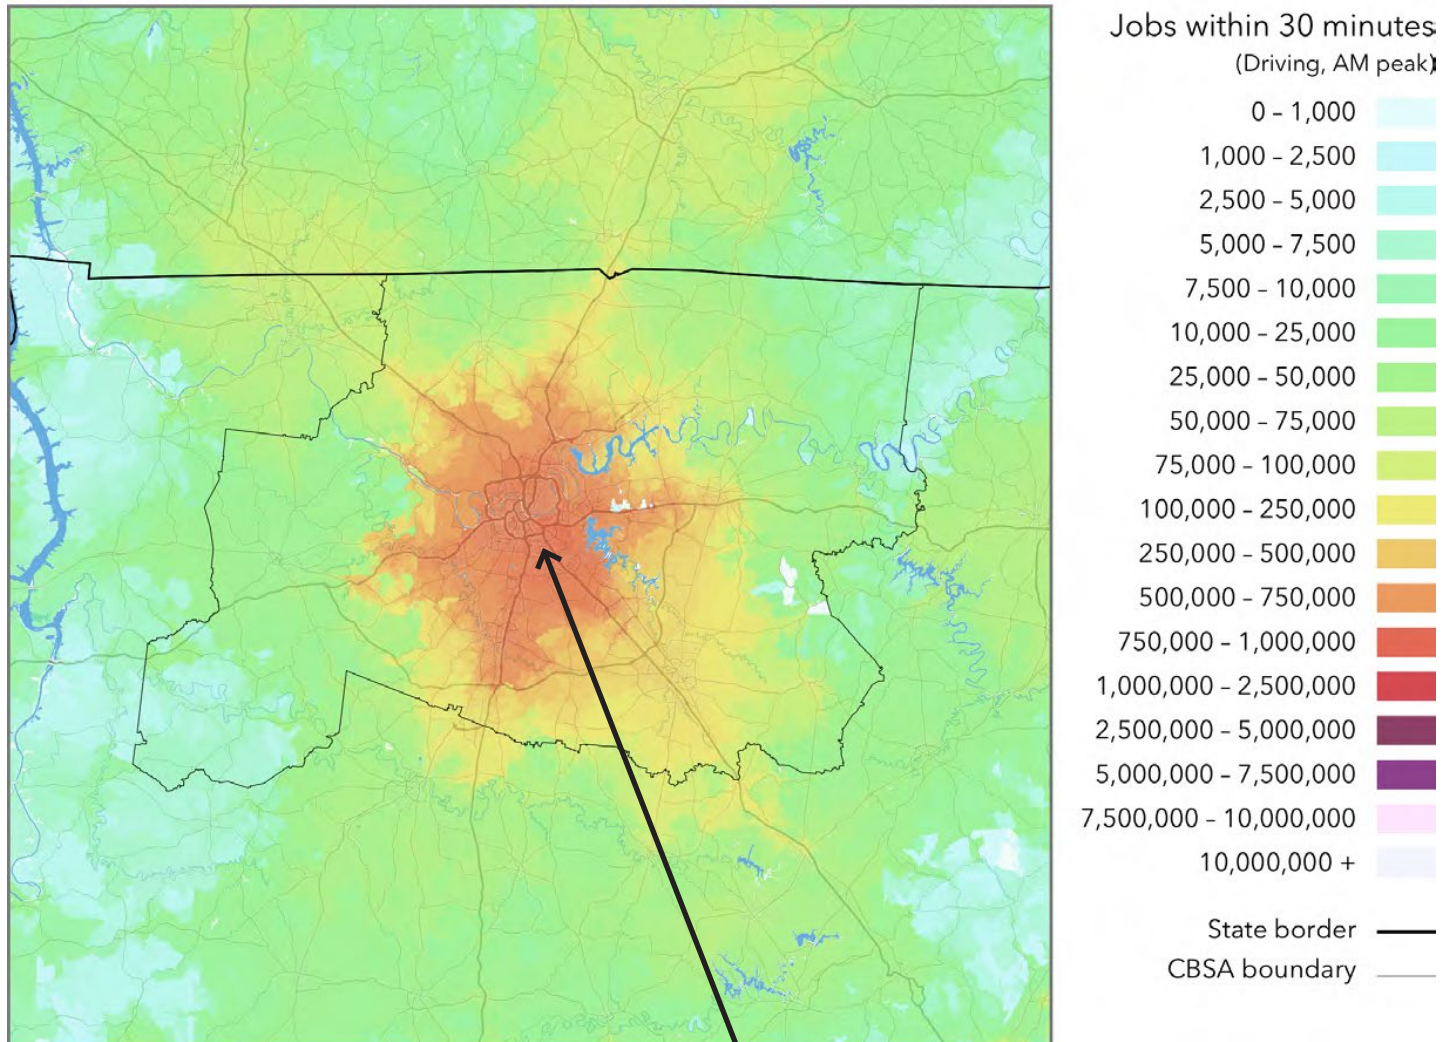 Jobs within 30 minutes
(Driving, AM peak)
0 – 1,000
1,000 – 2,500
2,500 – 5,000
5,000 – 7,500
7,500 – 10,000
10,000 – 25,000
25,000 – 50,000
50,000 – 75,000
75,000 – 100,000
100,000 – 250,000
250,000 – 500,000
500,000 – 750,000
750,000 – 1,000,000
1,000,000 – 2,500,000
2,500,000 – 5,000,000
5,000,000 – 7,500,000
7,500,000 – 10,000,000
10,000,000 +
State border
CBSA boundary